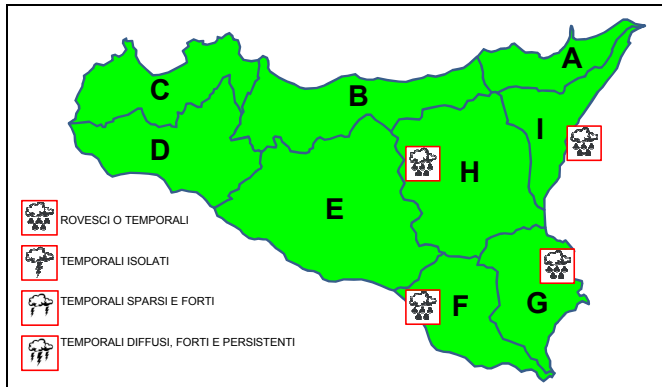 A
C
B
I
D
H
E
ROVESCI O TEMPORALI
TEMPORALI ISOLATI
TEMPORALI SPARSI E FORTI
F
G
TEMPORALI DIFFUSI, FORTI E PERSISTENTI